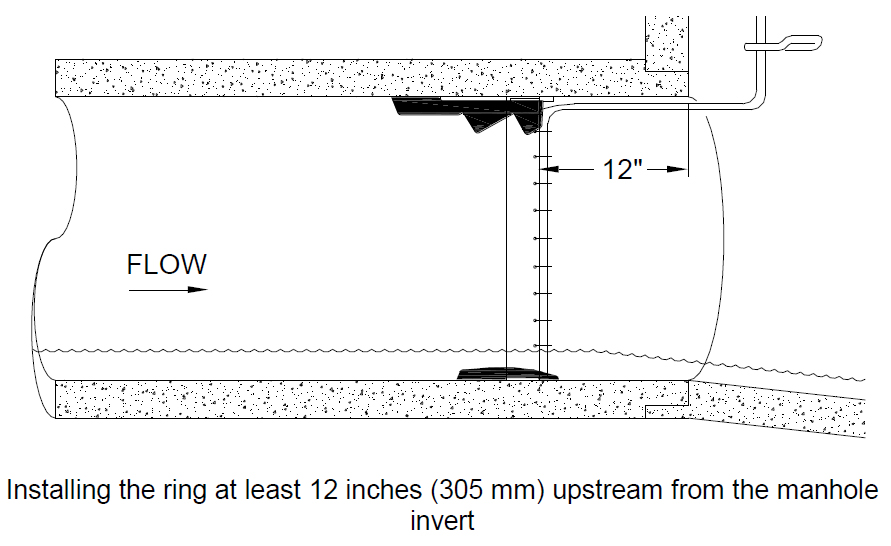 12"
FLOW
Installing the ring at least 12 inches (305 mm) upstream from the manhole
invert